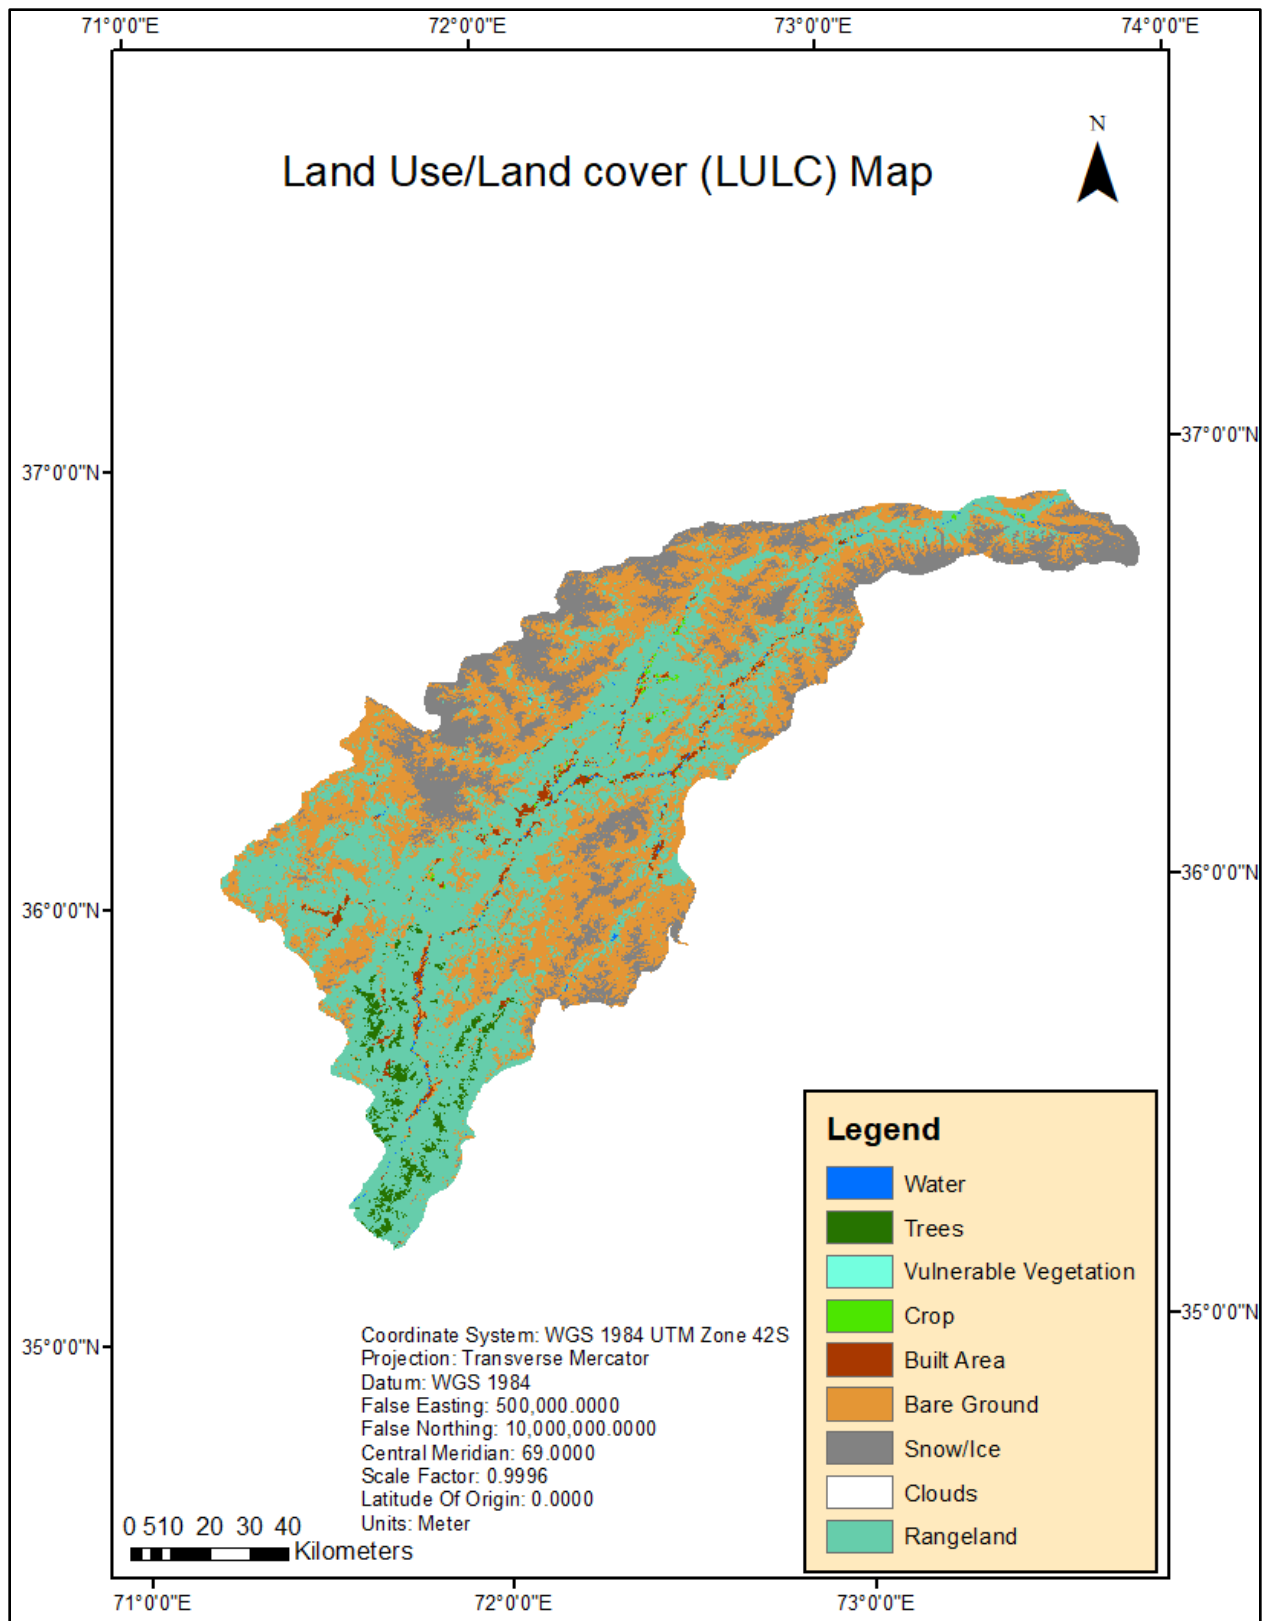 71°0'0"E 72°0'0"E 73°0'0"E 74°0'0"E
N
Land Use/Land cover (LULC) Map
37°0'0"N
37°0'0"N
36°0'0"N
36°0'0"N
35°0'0"N
35°0'0"N
Legend
Water
Trees
Vulnerable Vegetation
Crop
Built Area
Bare Ground
Snow/Ice
Clouds
Rangeland
Coordinate System: WGS 1984 UTM Zone 42S
Projection: Transverse Mercator
Datum: WGS 1984
False Easting: 500,000.0000
False Northing: 10,000,000.0000
Central Meridian: 69.0000
Scale Factor: 0.9996
Latitude Of Origin: 0.0000
Units: Meter
0 510 20 30 40
Kilometers
71°0'0"E 72°0'0"E 73°0'0"E